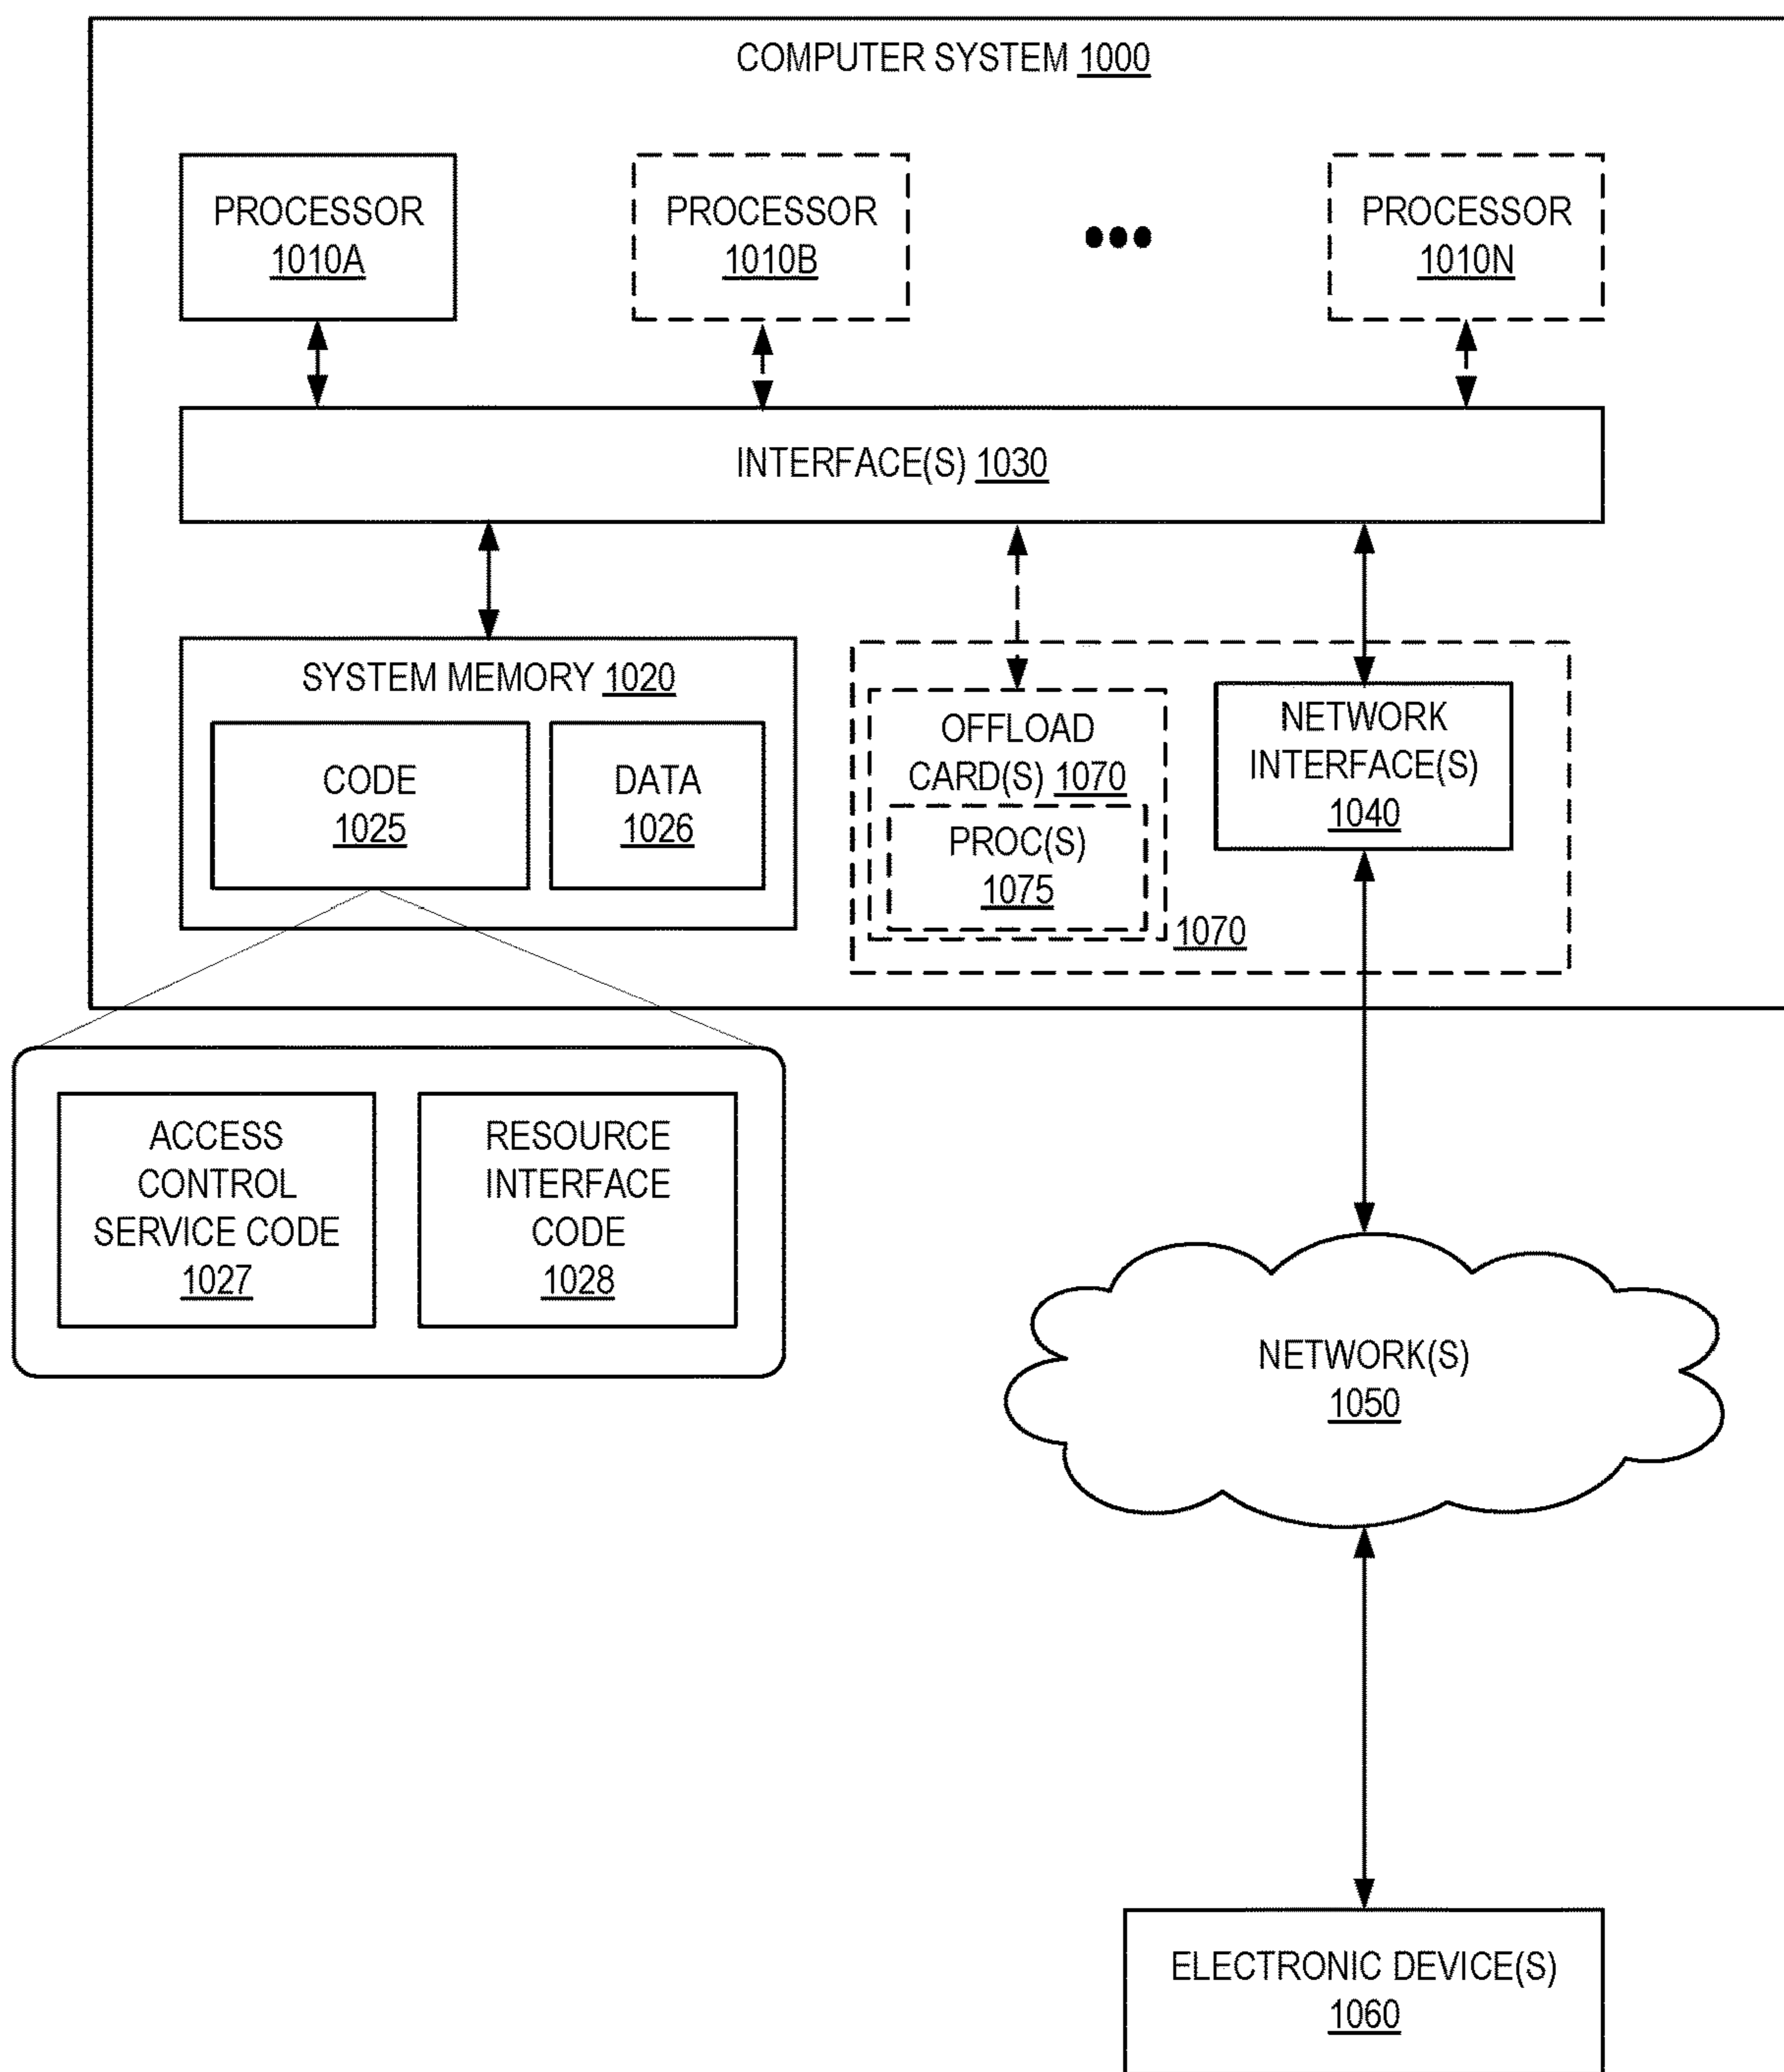 COMPUTER SYSTEM 1000
PROCESSOR
1010A
PROCESSOR
1010B
•••
PROCESSOR
1010N
INTERFACE(S) 1030
SYSTEM MEMORY 1020
CODE
1025
DATA
1026
OFFLOAD
CARD(S) 1070
PROC(S)
1075
1070
NETWORK
INTERFACE(S)
1040
ACCESS
CONTROL
SERVICE CODE
1027
RESOURCE
INTERFACE
CODE
1028
NETWORK(S)
1050
ELECTRONIC DEVICE(S)
1060